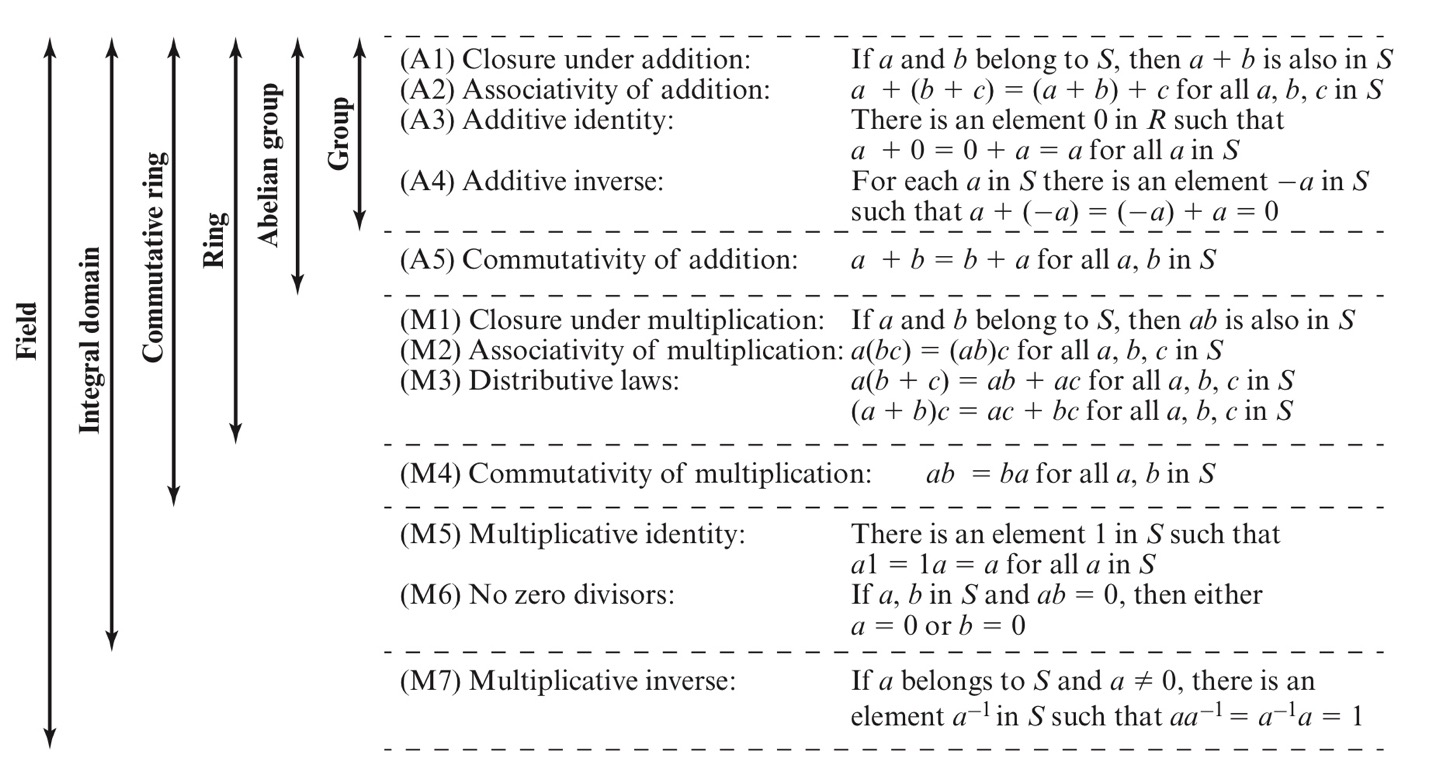 Field
Integral domain
Commutative ring
Ring
Abelian group
Group
(A1) Closure under addition: If a and b belong to S, then a + b is also in S
(A2) Associativity of addition: a + (b + c) = (a + b) + c for all a, b, c in S
(A3) Additive identity: There is an element 0 in R such that
a + 0 = 0 + a = a for all a in S
(A4) Additive inverse: For each a in S there is an element −a in S
such that a + (−a) = (−a) + a = 0
(A5) Commutativity of addition: a + b = b + a for all a, b in S
(M1) Closure under multiplication: If a and b belong to S, then ab is also in S
(M2) Associativity of multiplication: a(bc) = (ab)c for all a, b, c in S
(M3) Distributive laws: a(b + c) = ab + ac for all a, b, c in S
(a + b)c = ac + bc for all a, b, c in S
(M4) Commutativity of multiplication: ab = ba for all a, b in S
(M5) Multiplicative identity: There is an element 1 in S such that
a1 = 1a = a for all a in S
(M6) No zero divisors: If a, b in S and ab = 0, then either
a = 0 or b = 0
(M7) Multiplicative inverse: If a belongs to S and a ≠ 0, there is an
element a⁻¹ in S such that aa⁻¹ = a⁻¹a = 1